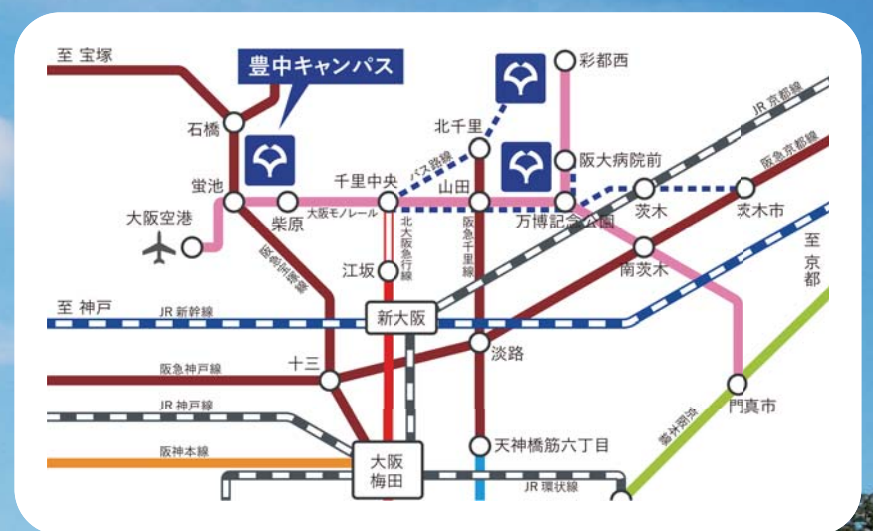 至 宝塚
豊中キャンパス
彩都西
JR 京都線
石橋
北千里
バス路線
阪大病院前
阪急京都線
蛍池
千里中央
山田
大阪空港
柴原
大阪モノレール
万博記念公園
茨木
茨木市
北大阪急行線
阪急千里線
阪急宝塚線
江坂
南茨木
至 京都
至 神戸
JR 新幹線
新大阪
十三
淡路
阪急神戸線
門真市
JR 神戸線
京阪本線
阪神本線
大阪
梅田
天神橋筋六丁目
JR 環状線